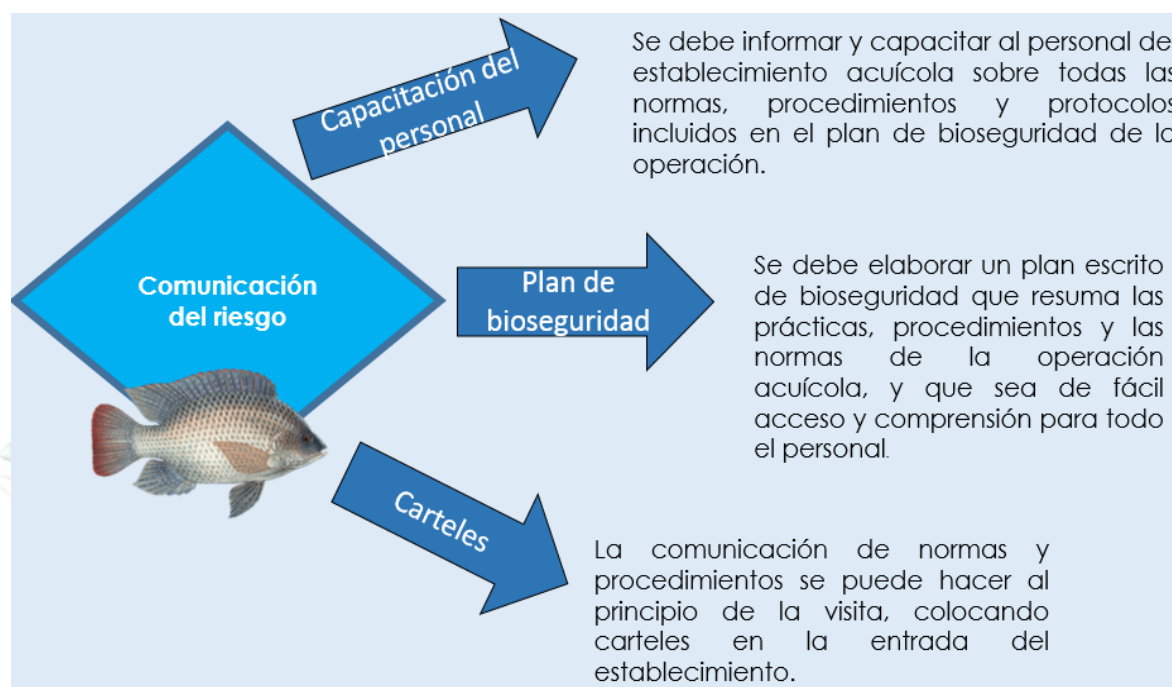 Capacitación del
personal
Se debe informar y capacitar al personal de
establecimiento acuícola sobre todas las
normas, procedimientos y protocolos
incluidos en el plan de bioseguridad de la
operación.
Comunicación
del riesgo
Plan de
bioseguridad
Se debe elaborar un plan escrito
de bioseguridad que resuma las
prácticas, procedimientos y las
normas de la operación
acuícola, y que sea de fácil
acceso y comprensión para todo
el personal.
Carteles
La comunicación de normas y
procedimientos se puede hacer al
principio de la visita, colocando
carteles en la entrada del
establecimiento.